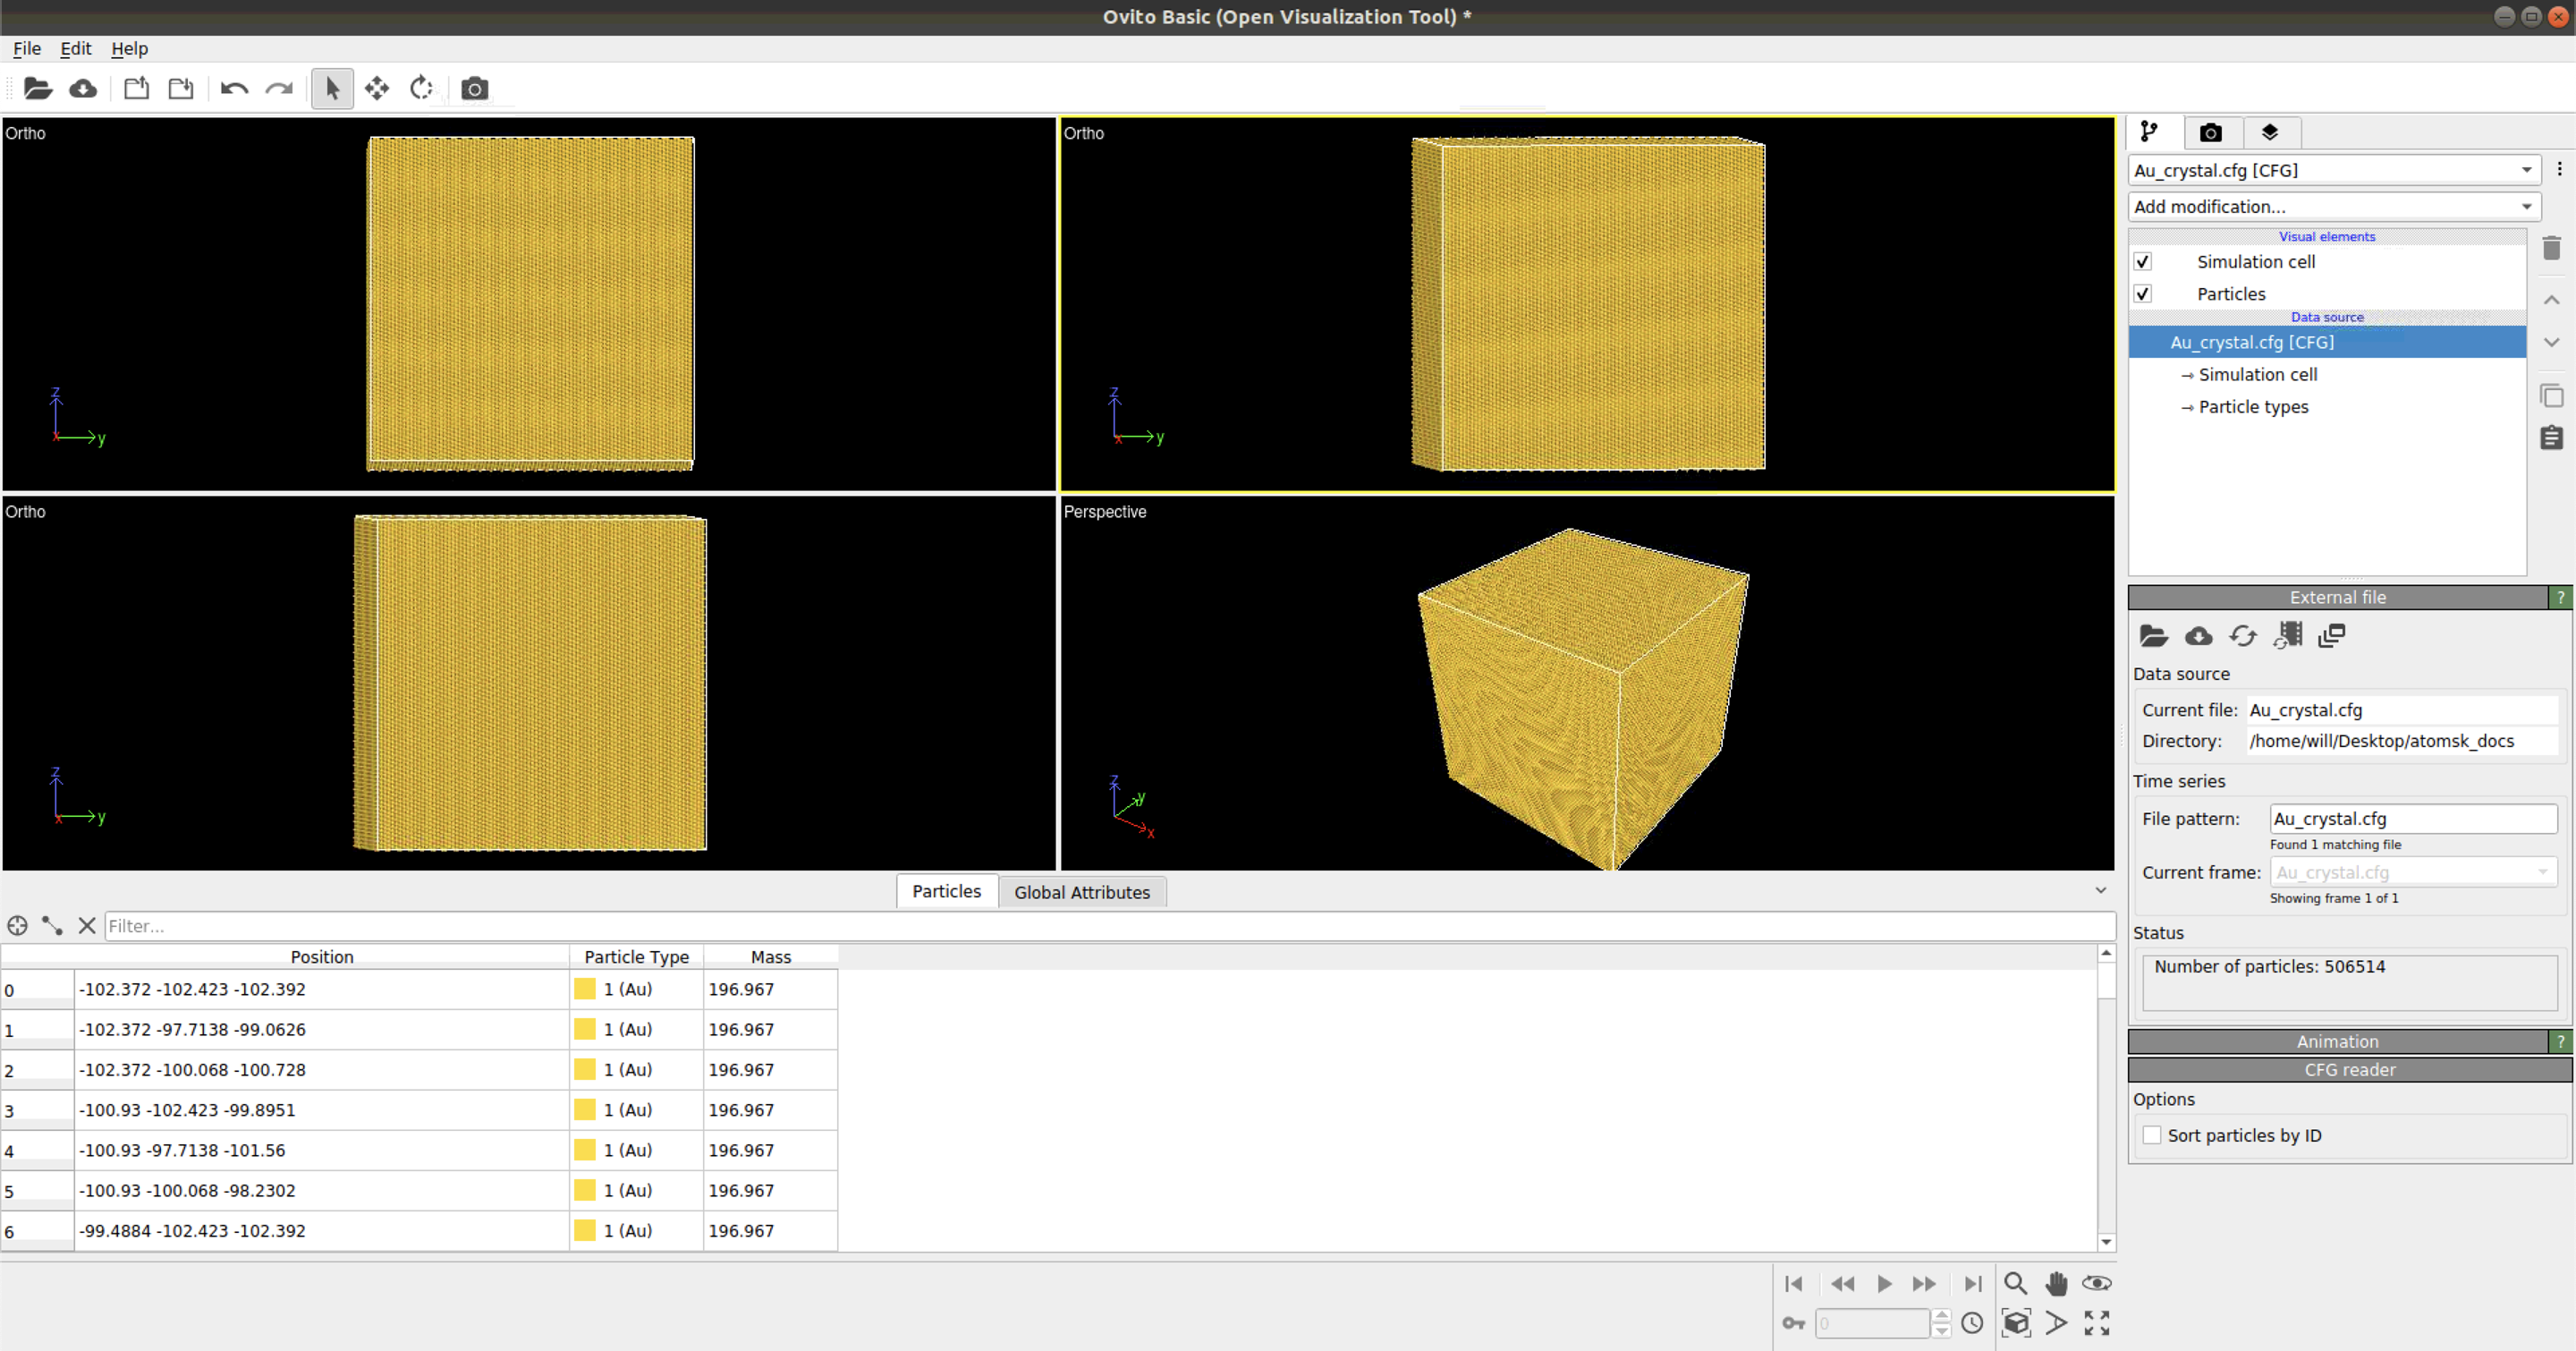 Ovito Basic (Open Visualization Tool) *
File Edit Help
Ortho
Ortho
z
x
y
z
x
y
Ortho
Perspective
z
x
y
z
y
x
Particles Global Attributes
Filter...
Position Particle Type Mass
0 -102.372 -102.423 -102.392 1 (Au) 196.967
1 -102.372 -97.7138 -99.0626 1 (Au) 196.967
2 -102.372 -100.068 -100.728 1 (Au) 196.967
3 -100.93 -102.423 -99.8951 1 (Au) 196.967
4 -100.93 -97.7138 -101.56 1 (Au) 196.967
5 -100.93 -100.068 -98.2302 1 (Au) 196.967
6 -99.4884 -102.423 -102.392 1 (Au) 196.967
0
Au_crystal.cfg [CFG]
Add modification...
Visual elements
Simulation cell
Particles
Data source
Au_crystal.cfg [CFG]
→ Simulation cell
→ Particle types
External file ?
Data source
Current file: Au_crystal.cfg
Directory: /home/will/Desktop/atomsk_docs
Time series
File pattern: Au_crystal.cfg
Found 1 matching file
Current frame: Au_crystal.cfg
Showing frame 1 of 1
Status
Number of particles: 506514
Animation ?
CFG reader
Options
Sort particles by ID